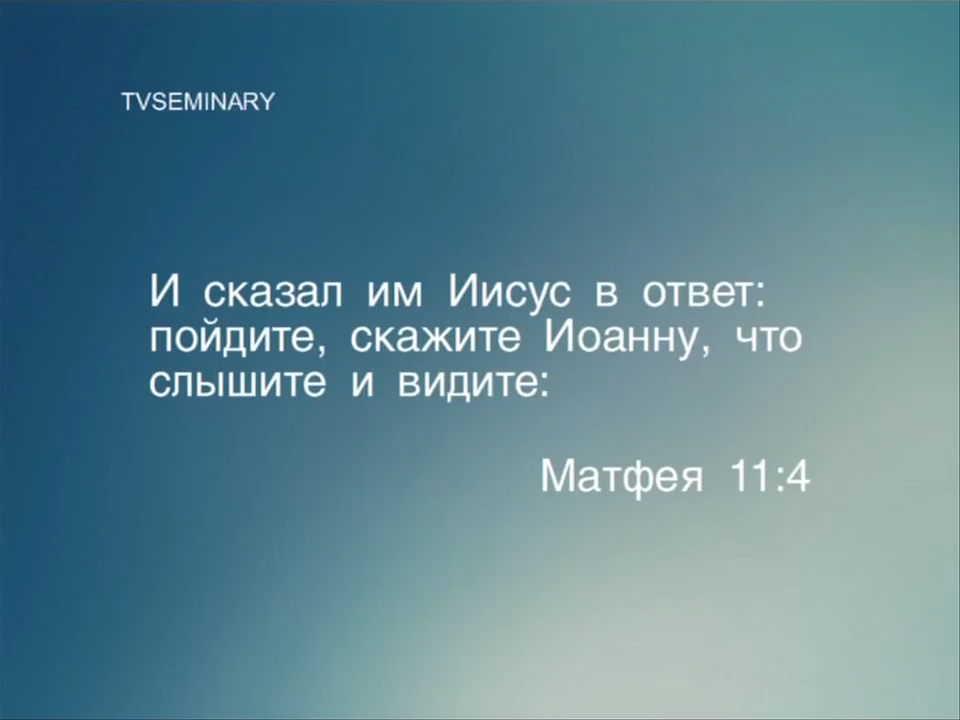 TVSEMINARY
И сказал им Иисус в ответ:
пойдите, скажите Иоанну, что
слышите и видите:
Матфея 11:4